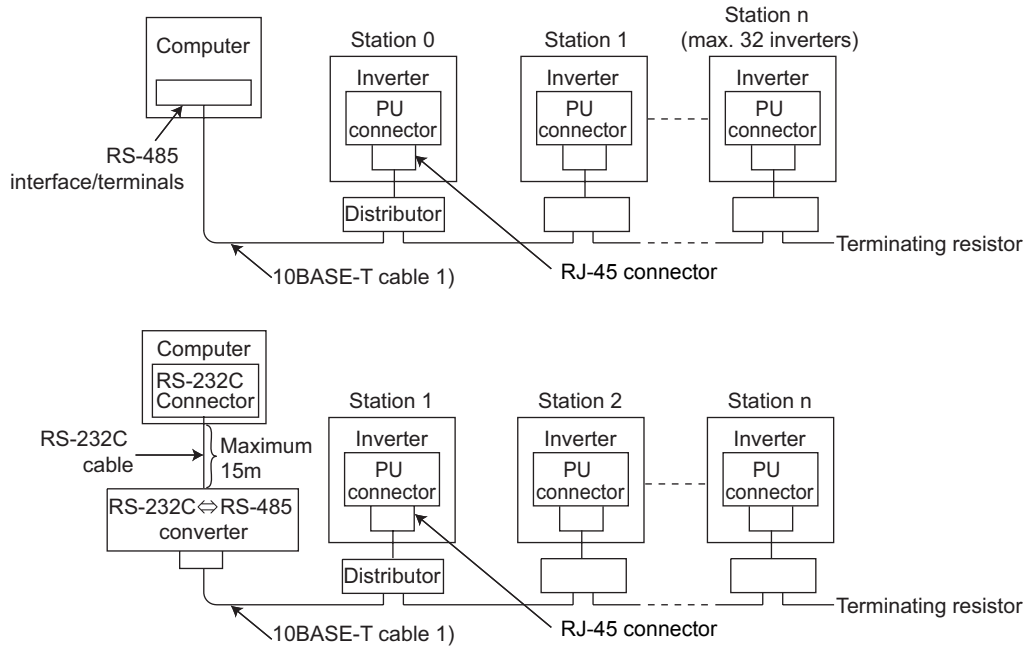 Computer
RS-485
interface/terminals
Station 0
Inverter
PU
connector
Distributor
Station 1
Inverter
PU
connector
Station n
(max. 32 inverters)
Inverter
PU
connector
Terminating resistor
10BASE-T cable 1)
RJ-45 connector
Computer
RS-232C
Connector
RS-232C
cable
Maximum
15m
RS-232C⇔RS-485
converter
Station 1
Inverter
PU
connector
Distributor
Station 2
Inverter
PU
connector
Station n
Inverter
PU
connector
Terminating resistor
10BASE-T cable 1)
RJ-45 connector